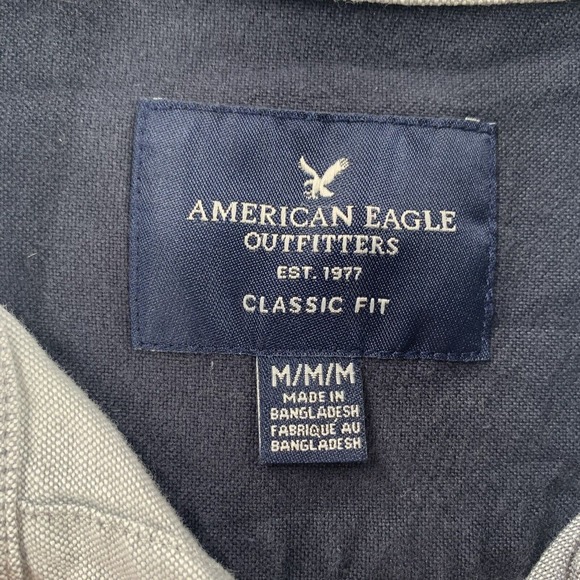 AMERICAN EAGLE
OUTFITTERS
EST. 1977
CLASSIC FIT
M/M/M
MADE IN
BANGLADESH
FABRIQUE AU
BANGLADESH